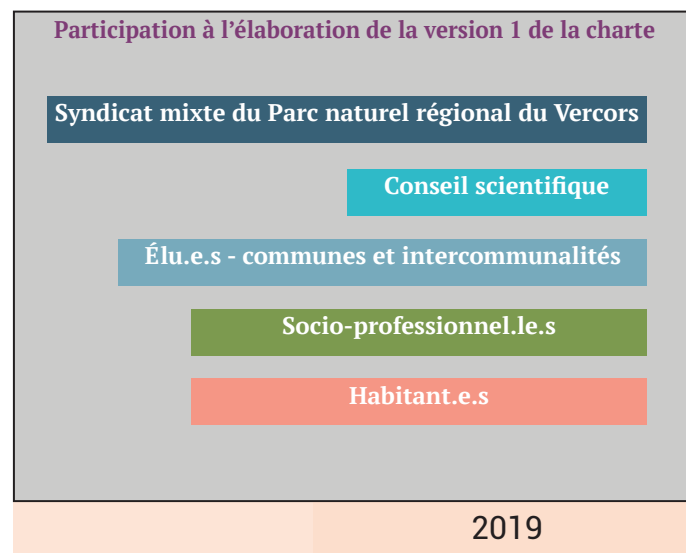 Participation à l’élaboration de la version 1 de la charte
Syndicat mixte du Parc naturel régional du Vercors
Conseil scientifique
Élu.e.s - communes et intercommunalités
Socio-professionnel.le.s
Habitant.e.s
2019